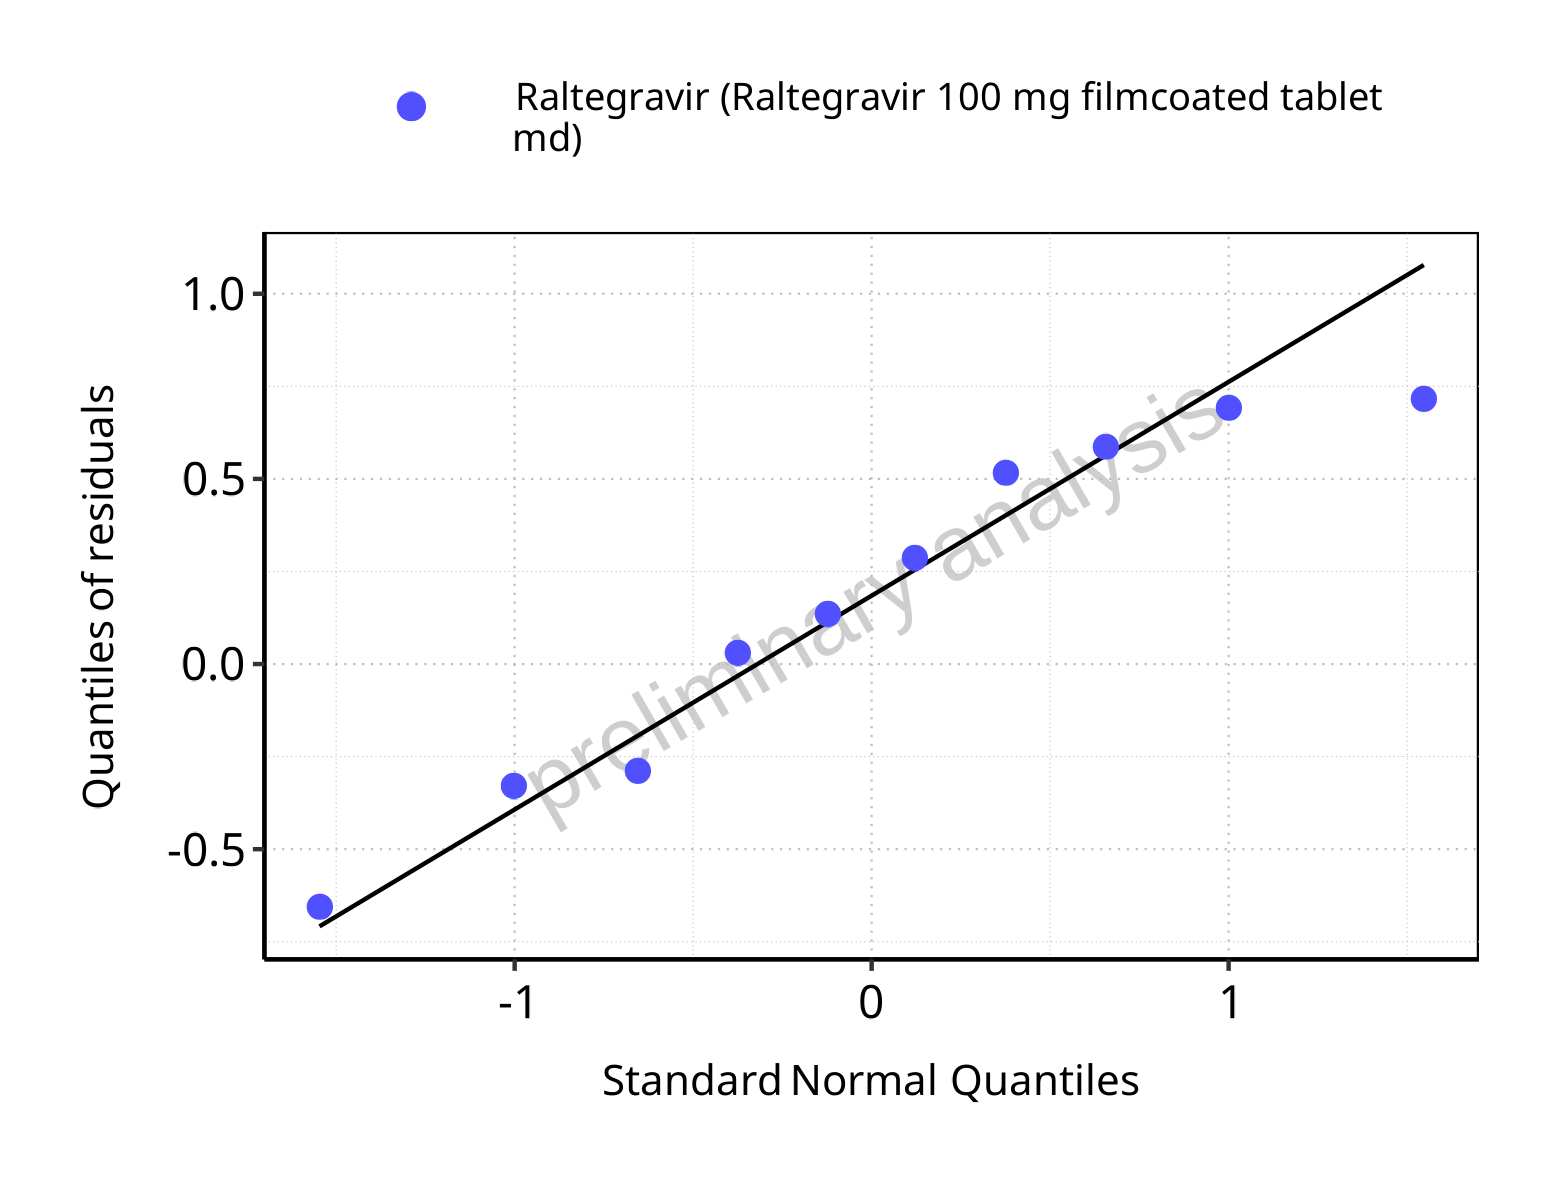 Raltegravir (Raltegravir 100 mg filmcoated tablet
md)
1.0
0.5
0.0
-0.5
Quantiles of residuals
preliminary analysis
-1
0
1
Standard Normal Quantiles